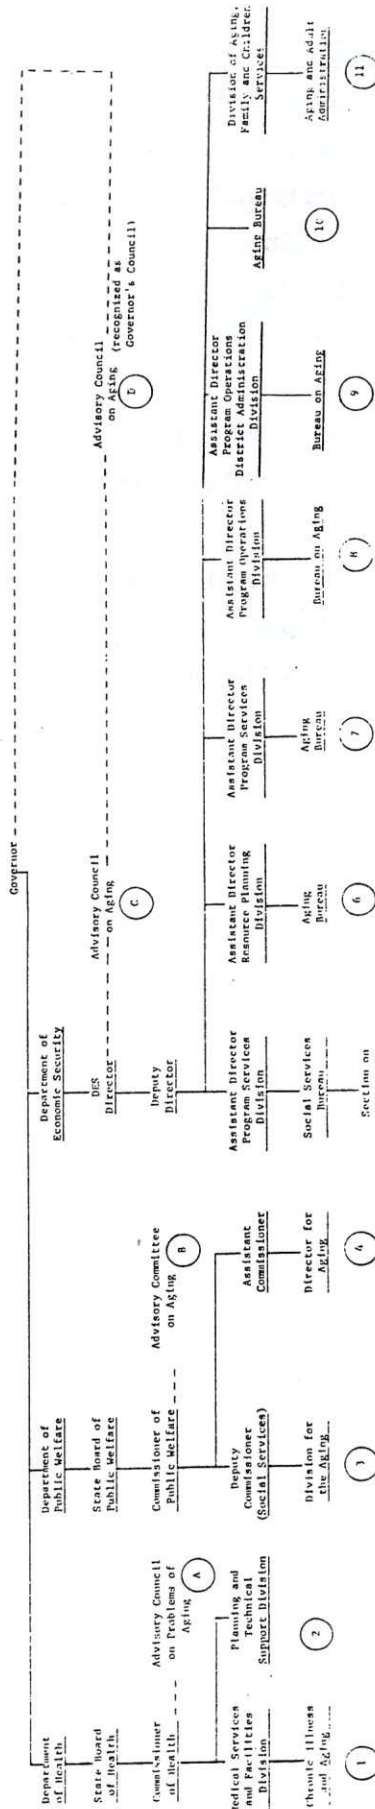 Governor
Department
of Health
State Board
of Health
Commissioner
of Health
Advisory Council
on Problems of
Aging
A
Medical Services
and Facilities
Division
Chronic Illness
and Aging
1
Planning and
Technical
Support Division
2
Department of
Public Welfare
State Board of
Public Welfare
Commissioner of
Public Welfare
Advisory Committee
on Aging
B
Deputy
Commissioner
(Social Services)
Division for
the Aging
3
Assistant
Commissioner
Director for
Aging
4
Department of
Economic Security
DES
Director
Advisory Council
on Aging
C
Advisory Council
on Aging (recognized as
Governor's Council)
D
Deputy
Director
Assistant Director
Program Services
Division
Social Services
Bureau
Section on
Assistant Director
Resource Planning
Division
Aging
Bureau
6
Assistant Director
Program Services
Division
Aging
Bureau
7
Assistant Director
Program Operations
Division
Bureau on Aging
8
Assistant Director
Program Operations
District Administration
Division
Bureau on Aging
9
Aging Bureau
10
Division of Aging,
Family and Children
Services
Aging and Adult
Administration
11